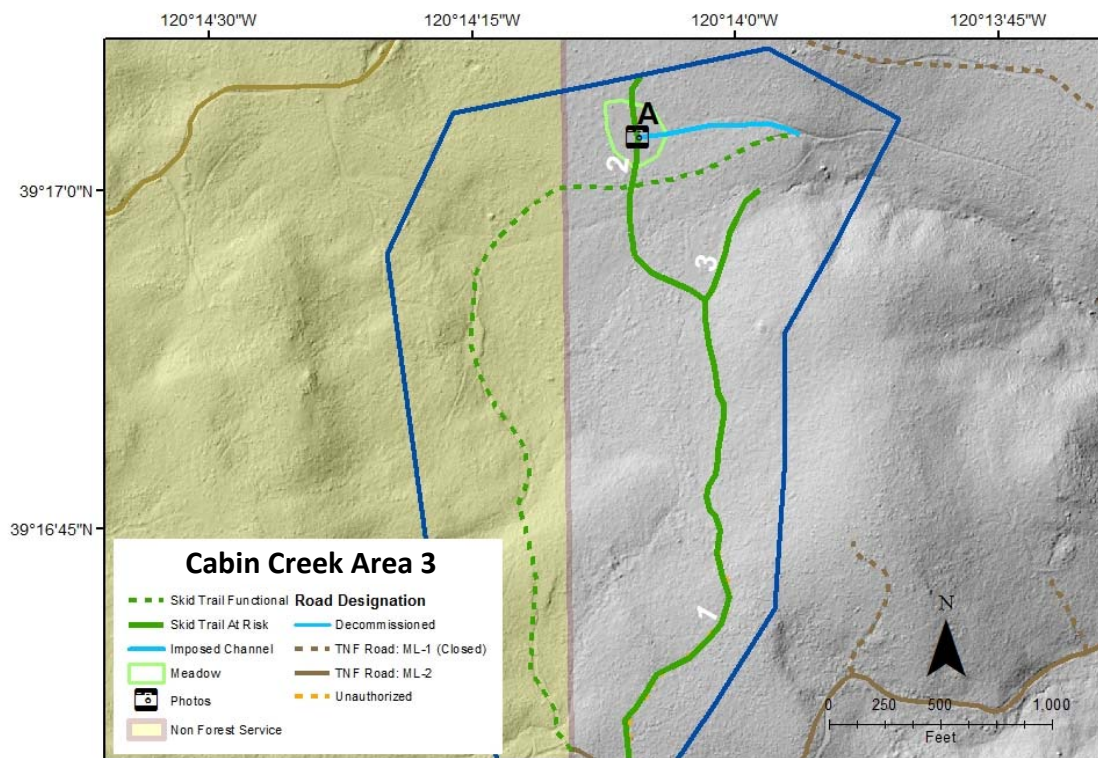 120°14'30"W 120°14'15"W 120°14'0"W 120°13'45"W
A
2
39°17'0"N
3
39°16'45"N
1
N
Cabin Creek Area 3
Skid Trail Functional
Skid Trail At Risk
Imposed Channel
Meadow
Photos
Non Forest Service
Road Designation
Decommissioned
TNF Road: ML-1 (Closed)
TNF Road: ML-2
Unauthorized
0 250 500 1,000
Feet